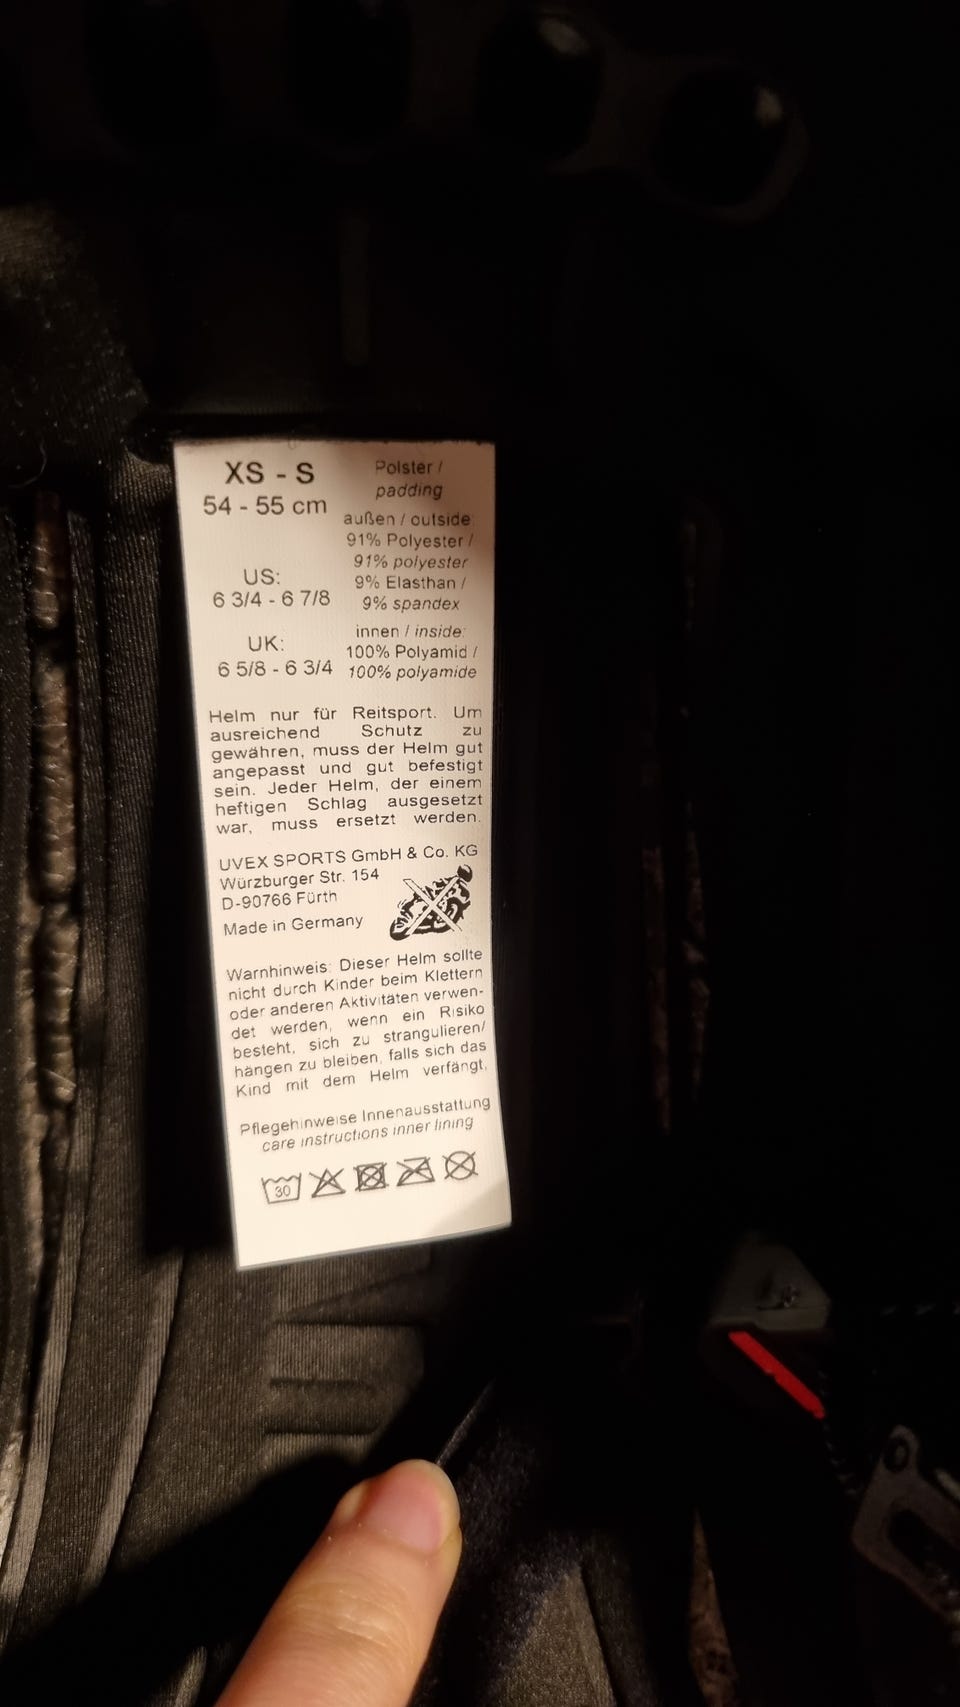 XS - S
54 - 55 cm
US:
6 3/4 - 6 7/8
UK:
6 5/8 - 6 3/4
Polster /
padding
außen / outside:
91% Polyester /
91% polyester
9% Elasthan /
9% spandex
innen / inside:
100% Polyamid /
100% polyamide
Helm nur für Reitsport. Um
ausreichend Schutz zu
gewähren, muss der Helm gut
angepasst und gut befestigt
sein. Jeder Helm, der einem
heftigen Schlag ausgesetzt
war, muss ersetzt werden.
UVEX SPORTS GmbH & Co. KG
Würzburger Str. 154
D-90766 Fürth
Made in Germany
Warnhinweis: Dieser Helm sollte
nicht durch Kinder beim Klettern
oder anderen Aktivitäten verwen-
det werden, wenn ein Risiko
besteht, sich zu strangulieren/
hängen zu bleiben, falls sich das
Kind mit dem Helm verfängt.
Pflegehinweise Innenausstattung
care instructions inner lining
30